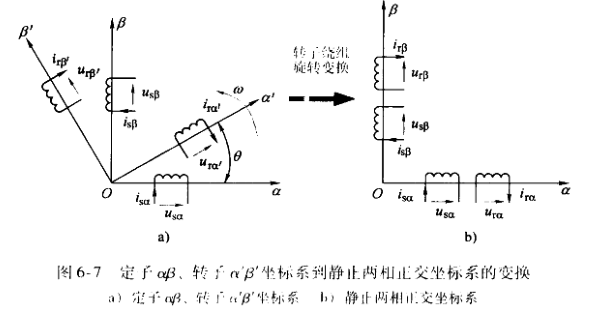 β′
β
i_rβ′
u_rβ′
u_sβ
i_sβ
i_rα′
ω
α′
u_rα′
θ
O
i_sα
u_sα
α
a)
转子绕组
旋转变换
β
i_rβ
u_rβ
u_sβ
i_sβ
O
i_sα
u_sα
u_rα
i_rα
α
b)
图 6-7 定子αβ、转子α′β′坐标系到静止两相正交坐标系的变换
a) 定子αβ、转子α′β′坐标系 b) 静止两相正交坐标系